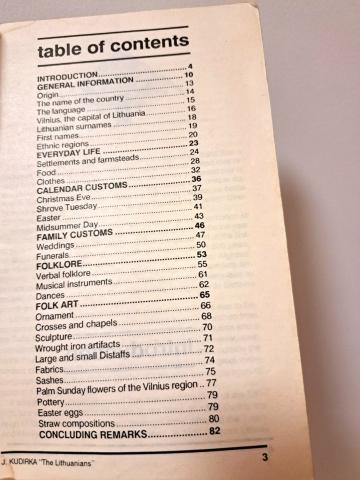 table of contents
INTRODUCTION....................4
GENERAL INFORMATION....................10
Origin....................13
The name of the country....................14
The language....................15
Vilnius, the capital of Lithuania....................16
Lithuanian surnames....................18
First names....................19
Ethnic regions....................20
EVERYDAY LIFE....................23
Settlements and farmsteads....................24
Food....................28
Clothes....................32
CALENDAR CUSTOMS....................36
Christmas Eve....................37
Shrove Tuesday....................39
Easter....................41
Midsummer Day....................43
FAMILY CUSTOMS....................46
Weddings....................47
Funerals....................50
FOLKLORE....................53
Verbal folklore....................55
Musical instruments....................61
Dances....................62
FOLK ART....................65
Ornament....................66
Crosses and chapels....................68
Sculpture....................70
Wrought iron artifacts....................71
Large and small Distaffs....................72
Fabrics....................74
Sashes....................75
Palm Sunday flowers of the Vilnius region..77
Pottery....................79
Easter eggs....................79
Straw compositions....................80
CONCLUDING REMARKS....................82
J. KUDIRKA "The Lithuanians" 3